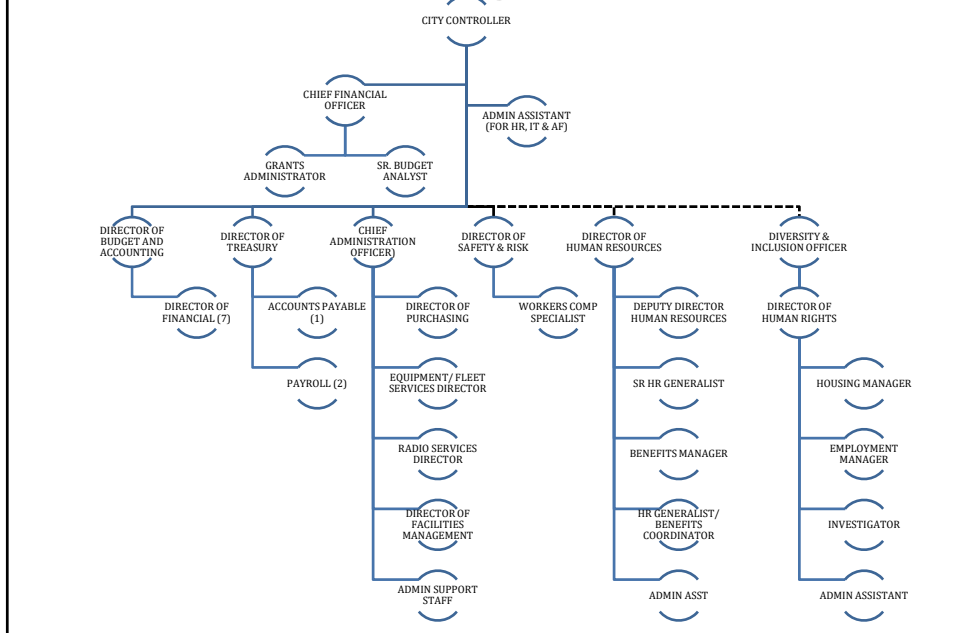 CITY CONTROLLER
CHIEF FINANCIAL
OFFICER
ADMIN ASSISTANT
(FOR HR, IT & AF)
GRANTS
ADMINISTRATOR
SR. BUDGET
ANALYST
DIRECTOR OF
BUDGET AND
ACCOUNTING
DIRECTOR OF
TREASURY
CHIEF
ADMINISTRATION
OFFICER)
DIRECTOR OF
SAFETY & RISK
DIRECTOR OF
HUMAN RESOURCES
DIVERSITY &
INCLUSION OFFICER
DIRECTOR OF
FINANCIAL (7)
ACCOUNTS PAYABLE
(1)
DIRECTOR OF
PURCHASING
WORKERS COMP
SPECIALIST
DEPUTY DIRECTOR
HUMAN RESOURCES
DIRECTOR OF
HUMAN RIGHTS
PAYROLL (2)
EQUIPMENT/ FLEET
SERVICES DIRECTOR
SR HR GENERALIST
HOUSING MANAGER
RADIO SERVICES
DIRECTOR
BENEFITS MANAGER
EMPLOYMENT
MANAGER
DIRECTOR OF
FACILITIES
MANAGEMENT
HR GENERALIST/
BENEFITS
COORDINATOR
INVESTIGATOR
ADMIN SUPPORT
STAFF
ADMIN ASST
ADMIN ASSISTANT